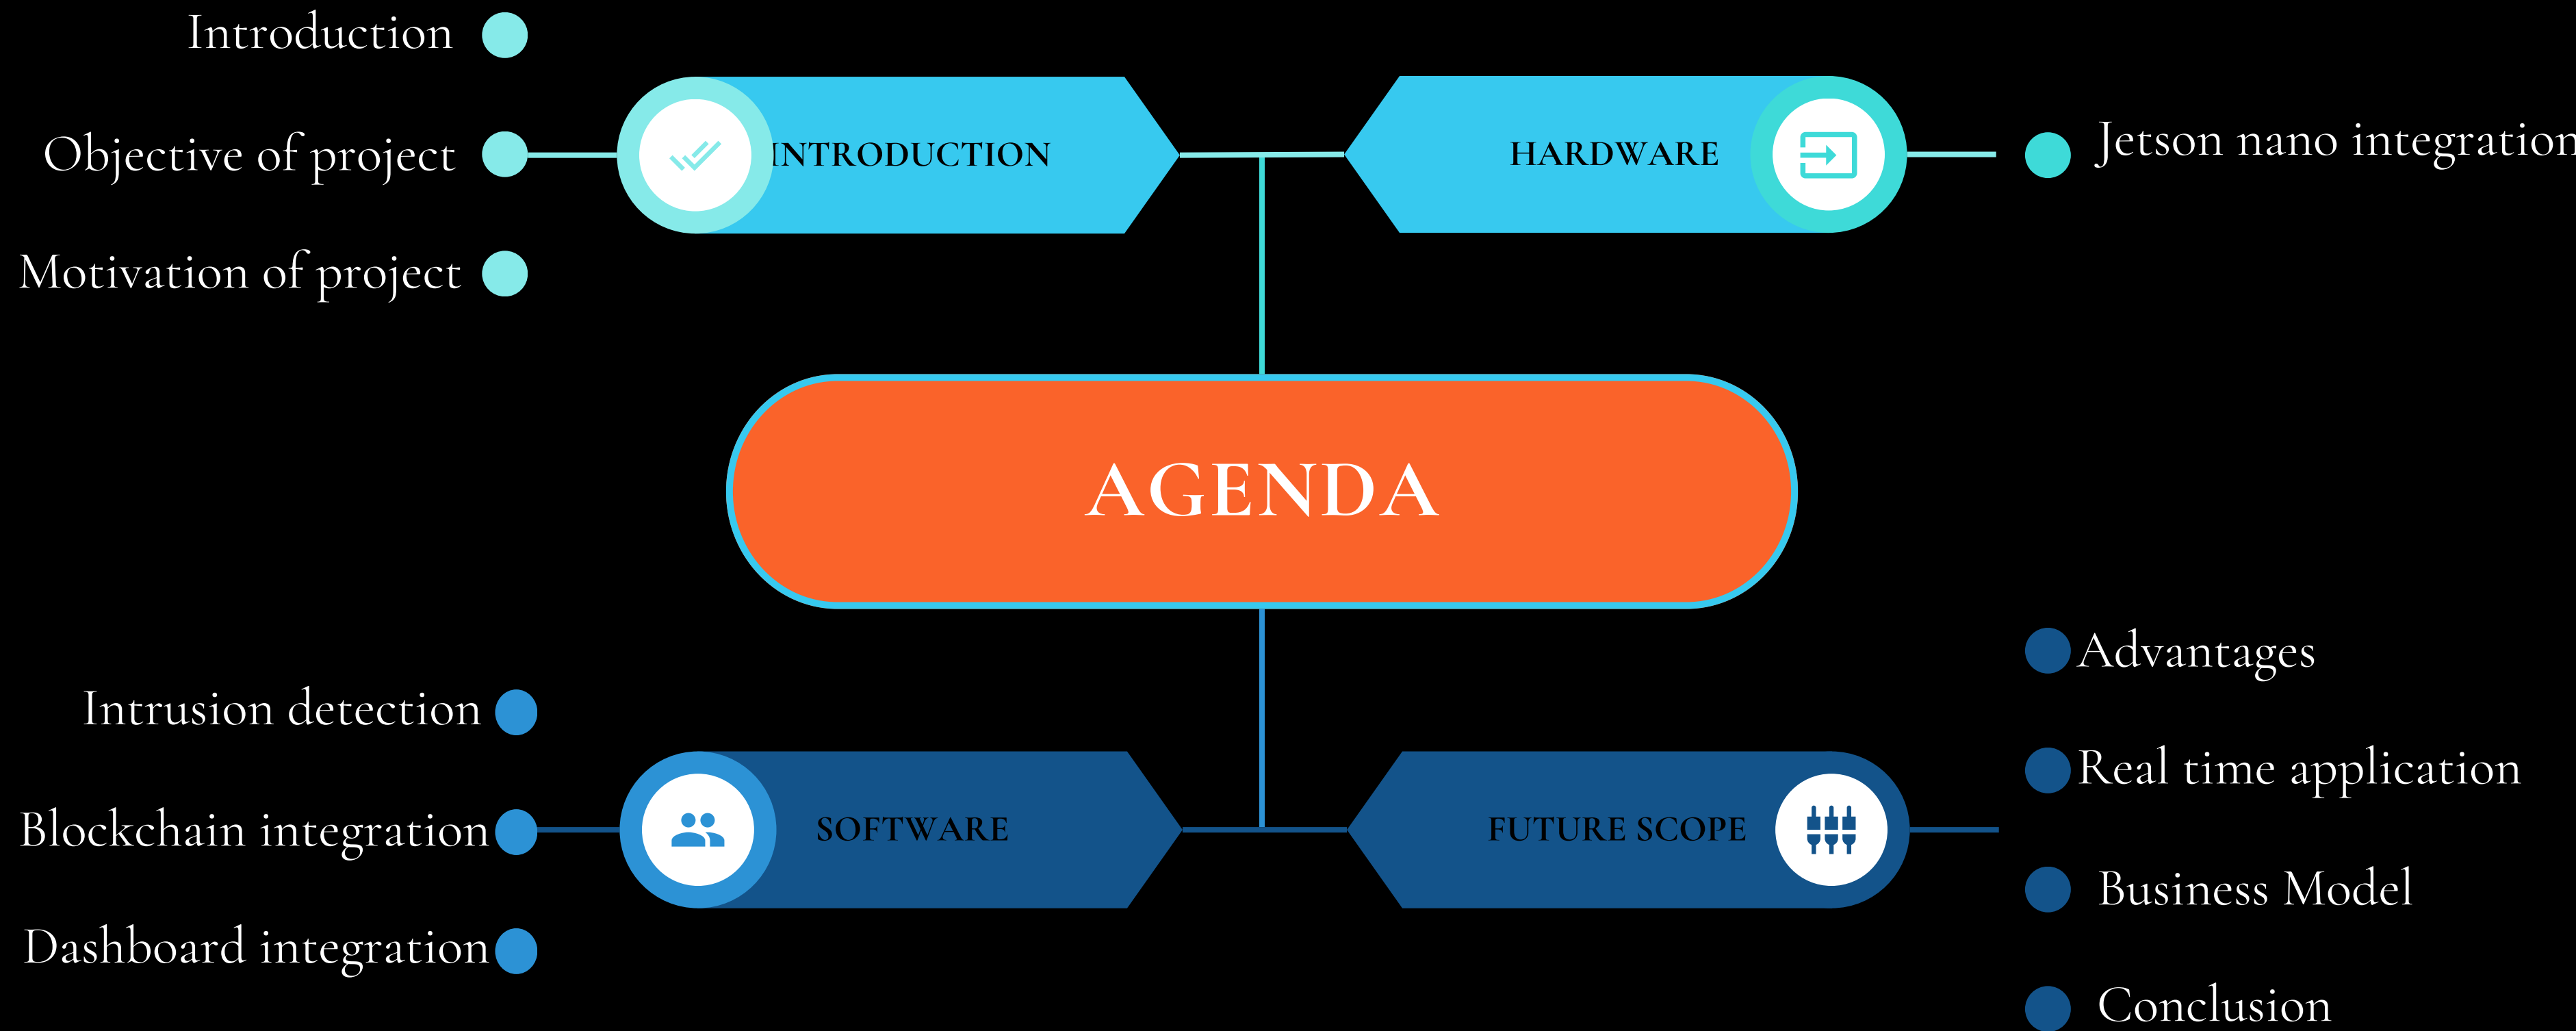 Introduction
Objective of project
Motivation of project
INTRODUCTION
HARDWARE
Jetson nano integration
AGENDA
Intrusion detection
Blockchain integration
Dashboard integration
SOFTWARE
FUTURE SCOPE
Advantages
Real time application
Business Model
Conclusion